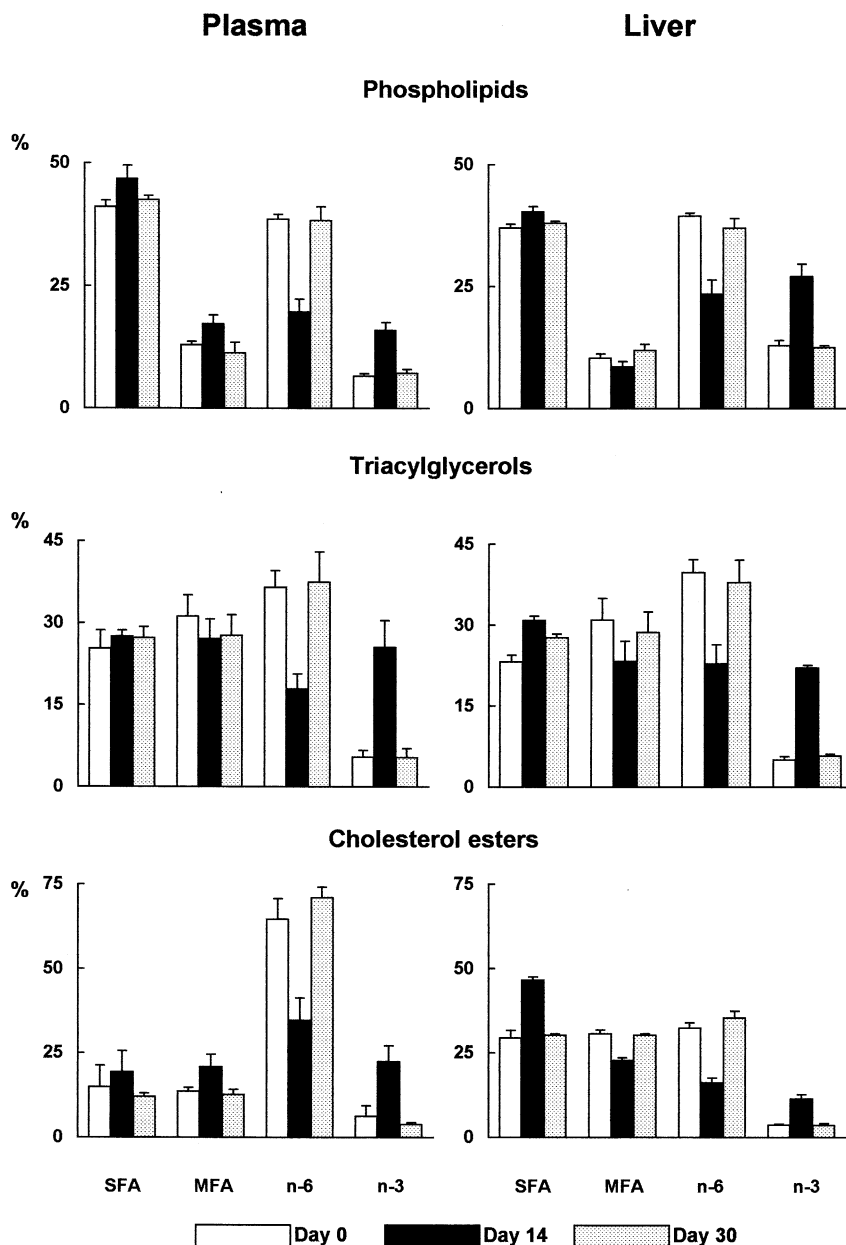 Plasma Liver
Phospholipids
%
50 50
25 25
0 0
Triacylglycerols
%
45 45
30 30
15 15
0 0
Cholesterol esters
%
75 75
50 50
25 25
0 0
SFA MFA n-6 n-3 SFA MFA n-6 n-3
Day 0 Day 14 Day 30